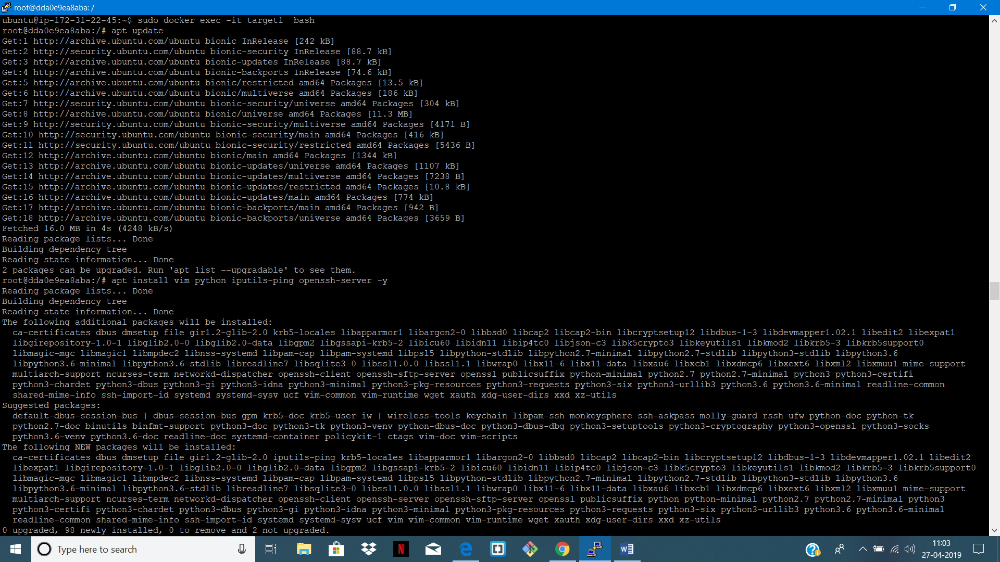 root@dda0e9ea8aba: /
ubuntu@ip-172-31-22-45:~$ sudo docker exec -it target1  bash
root@dda0e9ea8aba:/# apt update
Get:1 http://archive.ubuntu.com/ubuntu bionic InRelease [242 kB]
Get:2 http://security.ubuntu.com/ubuntu bionic-security InRelease [88.7 kB]
Get:3 http://archive.ubuntu.com/ubuntu bionic-updates InRelease [88.7 kB]
Get:4 http://archive.ubuntu.com/ubuntu bionic-backports InRelease [74.6 kB]
Get:5 http://archive.ubuntu.com/ubuntu bionic/restricted amd64 Packages [13.5 kB]
Get:6 http://archive.ubuntu.com/ubuntu bionic/multiverse amd64 Packages [186 kB]
Get:7 http://security.ubuntu.com/ubuntu bionic-security/universe amd64 Packages [304 kB]
Get:8 http://archive.ubuntu.com/ubuntu bionic/universe amd64 Packages [11.3 MB]
Get:9 http://security.ubuntu.com/ubuntu bionic-security/multiverse amd64 Packages [4171 B]
Get:10 http://security.ubuntu.com/ubuntu bionic-security/main amd64 Packages [416 kB]
Get:11 http://security.ubuntu.com/ubuntu bionic-security/restricted amd64 Packages [5436 B]
Get:12 http://archive.ubuntu.com/ubuntu bionic/main amd64 Packages [1344 kB]
Get:13 http://archive.ubuntu.com/ubuntu bionic-updates/universe amd64 Packages [1107 kB]
Get:14 http://archive.ubuntu.com/ubuntu bionic-updates/multiverse amd64 Packages [7238 B]
Get:15 http://archive.ubuntu.com/ubuntu bionic-updates/restricted amd64 Packages [10.8 kB]
Get:16 http://archive.ubuntu.com/ubuntu bionic-updates/main amd64 Packages [774 kB]
Get:17 http://archive.ubuntu.com/ubuntu bionic-backports/main amd64 Packages [942 B]
Get:18 http://archive.ubuntu.com/ubuntu bionic-backports/universe amd64 Packages [3659 B]
Fetched 16.0 MB in 4s (4248 kB/s)
Reading package lists... Done
Building dependency tree
Reading state information... Done
2 packages can be upgraded. Run 'apt list --upgradable' to see them.
root@dda0e9ea8aba:/# apt install vim python iputils-ping openssh-server -y
Reading package lists... Done
Building dependency tree
Reading state information... Done
The following additional packages will be installed:
  ca-certificates dbus dmsetup file gir1.2-glib-2.0 krb5-locales libapparmor1 libargon2-0 libbsd0 libcap2 libcap2-bin libcryptsetup12 libdbus-1-3 libdevmapper1.02.1 libedit2 libexpat1
  libgirepository-1.0-1 libglib2.0-0 libglib2.0-data libgpm2 libgssapi-krb5-2 libicu60 libidn11 libip4tc0 libjson-c3 libk5crypto3 libkeyutils1 libkmod2 libkrb5-3 libkrb5support0
  libmagic-mgc libmagic1 libmpdec2 libnss-systemd libpam-cap libpam-systemd libpsl5 libpython-stdlib libpython2.7-minimal libpython2.7-stdlib libpython3-stdlib libpython3.6
  libpython3.6-minimal libpython3.6-stdlib libreadline7 libsqlite3-0 libssl1.0.0 libssl1.1 libwrap0 libx11-6 libx11-data libxau6 libxcb1 libxdmcp6 libxext6 libxml2 libxmuu1 mime-support
  multiarch-support ncurses-term networkd-dispatcher openssh-client openssh-sftp-server openssl publicsuffix python-minimal python2.7 python2.7-minimal python3 python3-certifi
  python3-chardet python3-dbus python3-gi python3-idna python3-minimal python3-pkg-resources python3-requests python3-six python3-urllib3 python3.6 python3.6-minimal readline-common
  shared-mime-info ssh-import-id systemd systemd-sysv ucf vim-common vim-runtime wget xauth xdg-user-dirs xxd xz-utils
Suggested packages:
  default-dbus-session-bus | dbus-session-bus gpm krb5-doc krb5-user iw | wireless-tools keychain libpam-ssh monkeysphere ssh-askpass molly-guard rssh ufw python-doc python-tk
  python2.7-doc binutils binfmt-support python3-doc python3-tk python3-venv python-dbus-doc python3-dbus-dbg python3-setuptools python3-cryptography python3-openssl python3-socks
  python3.6-venv python3.6-doc readline-doc systemd-container policykit-1 ctags vim-doc vim-scripts
The following NEW packages will be installed:
  ca-certificates dbus dmsetup file gir1.2-glib-2.0 iputils-ping krb5-locales libapparmor1 libargon2-0 libbsd0 libcap2 libcap2-bin libcryptsetup12 libdbus-1-3 libdevmapper1.02.1 libedit2
  libexpat1 libgirepository-1.0-1 libglib2.0-0 libglib2.0-data libgpm2 libgssapi-krb5-2 libicu60 libidn11 libip4tc0 libjson-c3 libk5crypto3 libkeyutils1 libkmod2 libkrb5-3 libkrb5support0
  libmagic-mgc libmagic1 libmpdec2 libnss-systemd libpam-cap libpam-systemd libpsl5 libpython-stdlib libpython2.7-minimal libpython2.7-stdlib libpython3-stdlib libpython3.6
  libpython3.6-minimal libpython3.6-stdlib libreadline7 libsqlite3-0 libssl1.0.0 libssl1.1 libwrap0 libx11-6 libx11-data libxau6 libxcb1 libxdmcp6 libxext6 libxml2 libxmuu1 mime-support
  multiarch-support ncurses-term networkd-dispatcher openssh-client openssh-server openssh-sftp-server openssl publicsuffix python python-minimal python2.7 python2.7-minimal python3
  python3-certifi python3-chardet python3-dbus python3-gi python3-idna python3-minimal python3-pkg-resources python3-requests python3-six python3-urllib3 python3.6 python3.6-minimal
  readline-common shared-mime-info ssh-import-id systemd systemd-sysv ucf vim vim-common vim-runtime wget xauth xdg-user-dirs xxd xz-utils
0 upgraded, 98 newly installed, 0 to remove and 2 not upgraded.
Type here to search
11:03
27-04-2019